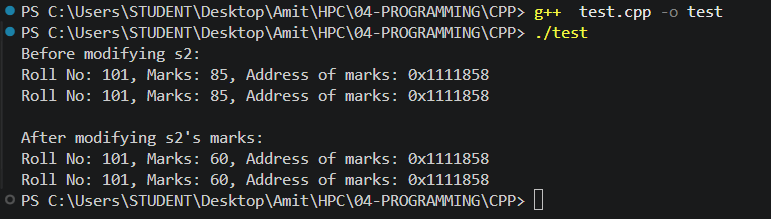 PS C:\Users\STUDENT\Desktop\Amit\HPC\04-PROGRAMMING\CPP> g++  test.cpp -o test
PS C:\Users\STUDENT\Desktop\Amit\HPC\04-PROGRAMMING\CPP> ./test
Before modifying s2:
Roll No: 101, Marks: 85, Address of marks: 0x1111858
Roll No: 101, Marks: 85, Address of marks: 0x1111858

After modifying s2's marks:
Roll No: 101, Marks: 60, Address of marks: 0x1111858
Roll No: 101, Marks: 60, Address of marks: 0x1111858
PS C:\Users\STUDENT\Desktop\Amit\HPC\04-PROGRAMMING\CPP>